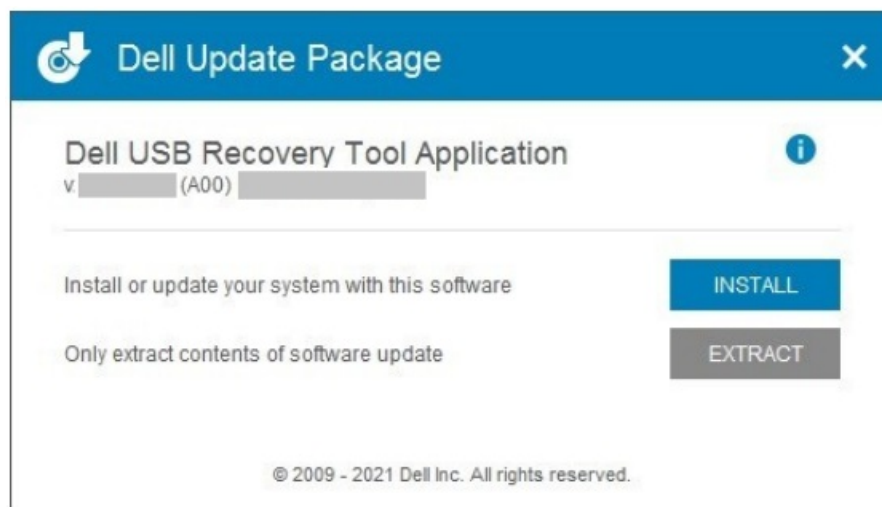 Dell Update Package
Dell USB Recovery Tool Application
v. (A00)
Install or update your system with this software
INSTALL
Only extract contents of software update
EXTRACT
© 2009 - 2021 Dell Inc. All rights reserved.